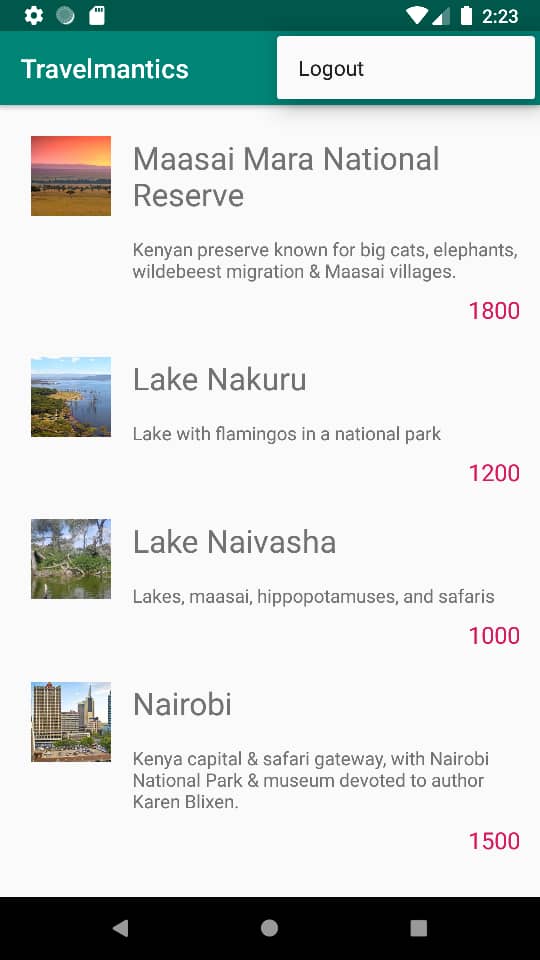 2:23
Travelmantics
Logout
Maasai Mara National
Reserve
Kenyan preserve known for big cats, elephants,
wildebeest migration & Maasai villages.
1800
Lake Nakuru
Lake with flamingos in a national park
1200
Lake Naivasha
Lakes, maasai, hippopotamuses, and safaris
1000
Nairobi
Kenya capital & safari gateway, with Nairobi
National Park & museum devoted to author
Karen Blixen.
1500